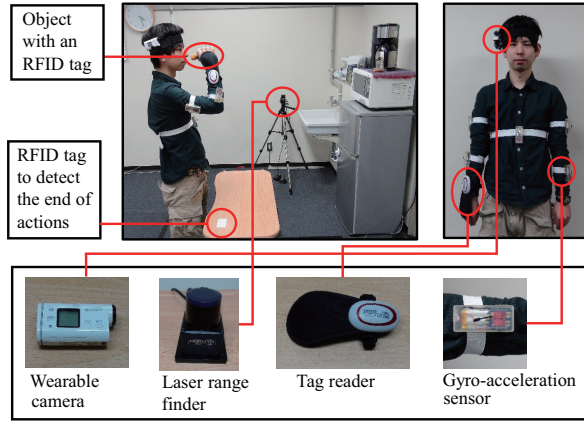 Object with an
RFID tag
RFID tag
to detect
the end of
actions
Wearable
camera
Laser range
finder
Tag reader
Gyro-acceleration
sensor